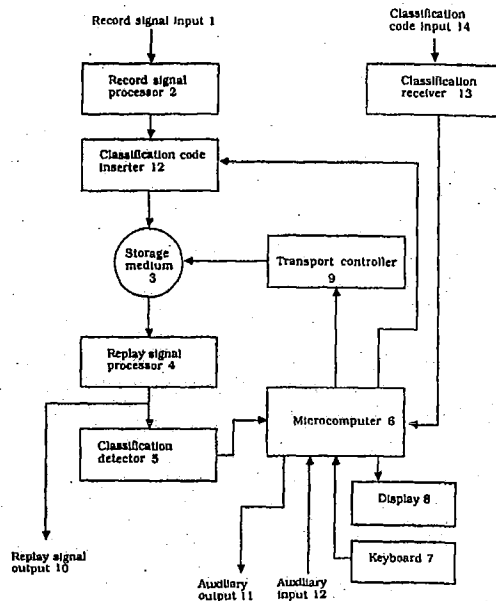 Record signal input 1
Classification
code input 14
Record signal
processor 2
Classification
receiver 13
Classification code
inserter 12
Storage
medium
3
Transport controller
9
Replay signal
processor 4
Microcomputer 6
Classification
detector 5
Display 8
Keyboard 7
Replay signal
output 10
Auxiliary
output 11
Auxiliary
input 12